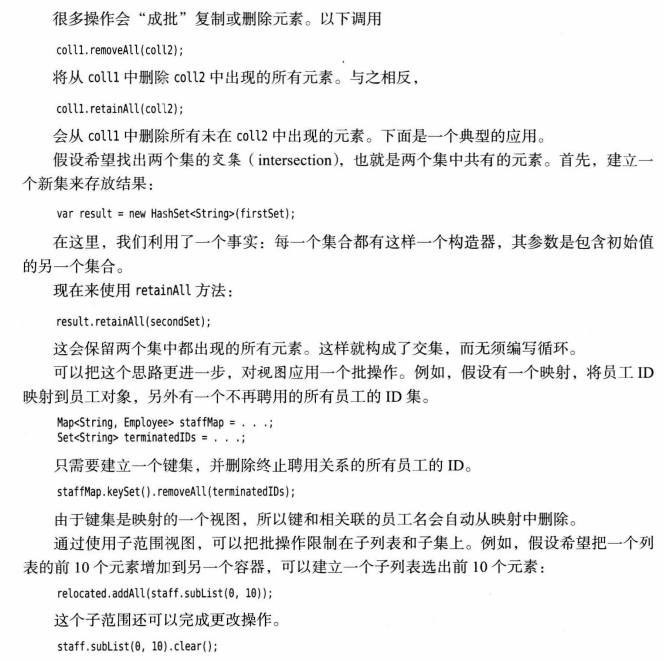 很多操作会“成批”复制或删除元素。以下调用
coll1.removeAll(coll2);
将从 coll1 中删除 coll2 中出现的所有元素。与之相反，
coll1.retainAll(coll2);
会从 coll1 中删除所有未在 coll2 中出现的元素。下面是一个典型的应用。
假设希望找出两个集的交集（intersection），也就是两个集中共有的元素。首先，建立一
个新集来存放结果：
var result = new HashSet<String>(firstSet);
在这里，我们利用了一个事实：每一个集合都有这样一个构造器，其参数是包含初始值
的另一个集合。
现在来使用 retainAll 方法：
result.retainAll(secondSet);
这会保留两个集中都出现的所有元素。这样就构成了交集，而无须编写循环。
可以把这个思路更进一步，对视图应用一个批操作。例如，假设有一个映射，将员工 ID
映射到员工对象，另外有一个不再聘用的所有员工的 ID 集。
Map<String, Employee> staffMap = . . .;
Set<String> terminatedIDs = . . .;
只需要建立一个键集，并删除终止聘用关系的所有员工的 ID。
staffMap.keySet().removeAll(terminatedIDs);
由于键集是映射的一个视图，所以键和相关联的员工名会自动从映射中删除。
通过使用子范围视图，可以把批操作限制在子列表和子集上。例如，假设希望把一个列
表的前 10 个元素增加到另一个容器，可以建立一个子列表选出前 10 个元素：
relocated.addAll(staff.subList(0, 10));
这个子范围还可以完成更改操作。
staff.subList(0, 10).clear();